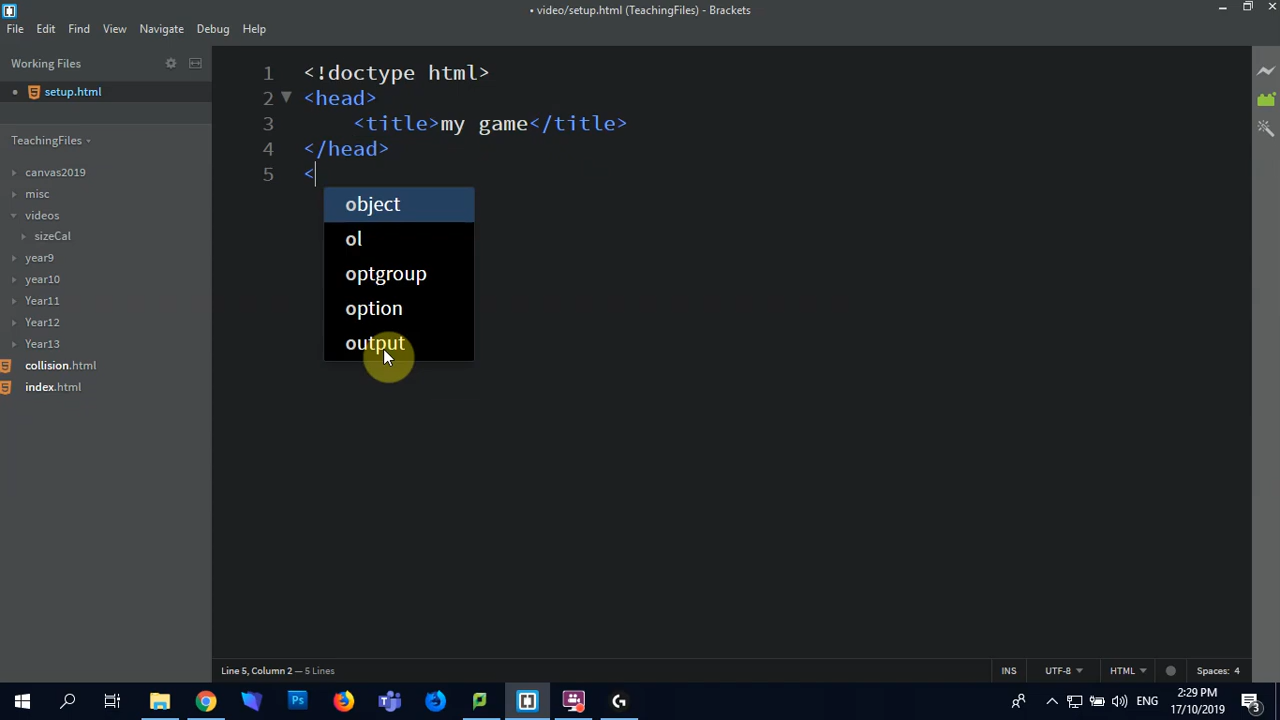 • video/setup.html (TeachingFiles) - Brackets
File Edit Find View Navigate Debug Help
Working Files
• setup.html
TeachingFiles
canvas2019
misc
videos
sizeCal
year9
year10
Year11
Year12
Year13
collision.html
index.html
1 <!doctype html>
2 <head>
3 <title>my game</title>
4 </head>
5 <
object
ol
optgroup
option
output
Line 5, Column 2 — 5 Lines
INS UTF-8 HTML Spaces: 4
Ps
ENG
2:29 PM
17/10/2019
3